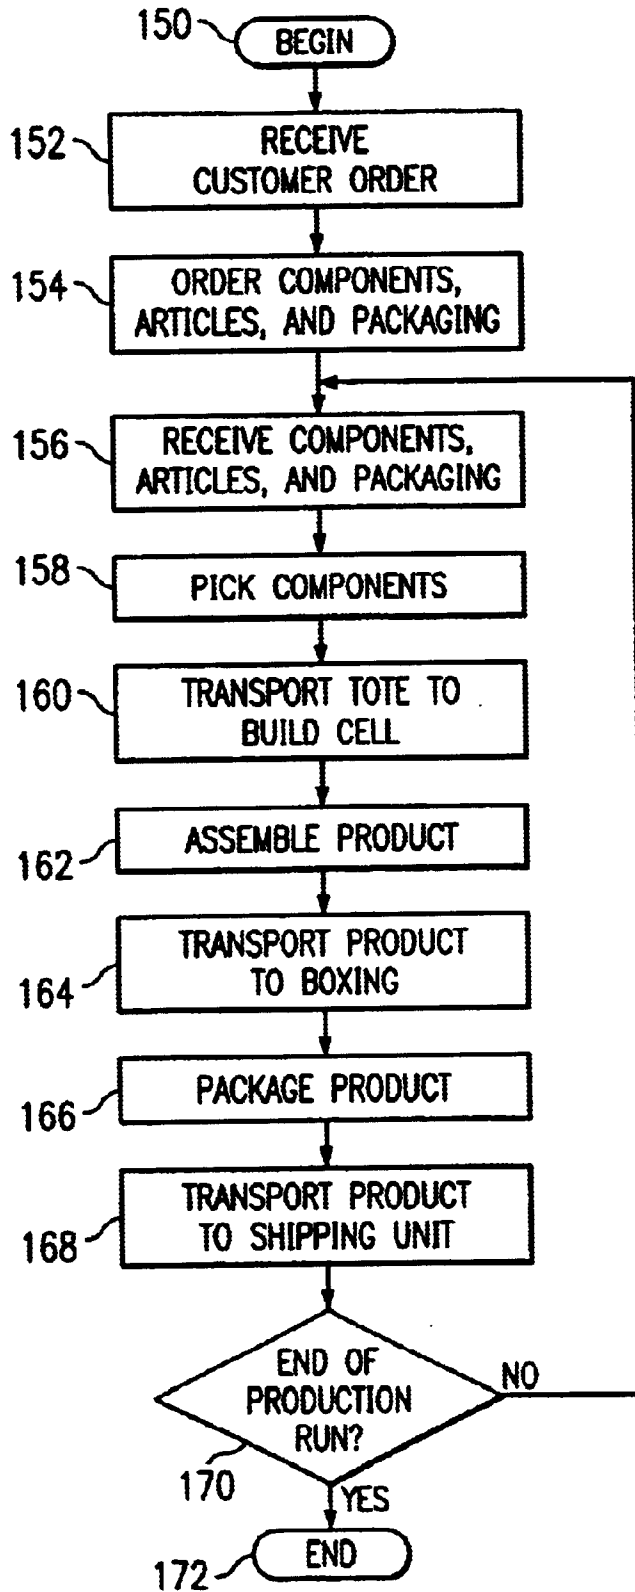 150
BEGIN
152
RECEIVE
CUSTOMER ORDER
154
ORDER COMPONENTS,
ARTICLES, AND PACKAGING
156
RECEIVE COMPONENTS,
ARTICLES, AND PACKAGING
158
PICK COMPONENTS
160
TRANSPORT TOTE TO
BUILD CELL
162
ASSEMBLE PRODUCT
164
TRANSPORT PRODUCT
TO BOXING
166
PACKAGE PRODUCT
168
TRANSPORT PRODUCT
TO SHIPPING UNIT
END OF
PRODUCTION
RUN?
NO
170
YES
172
END